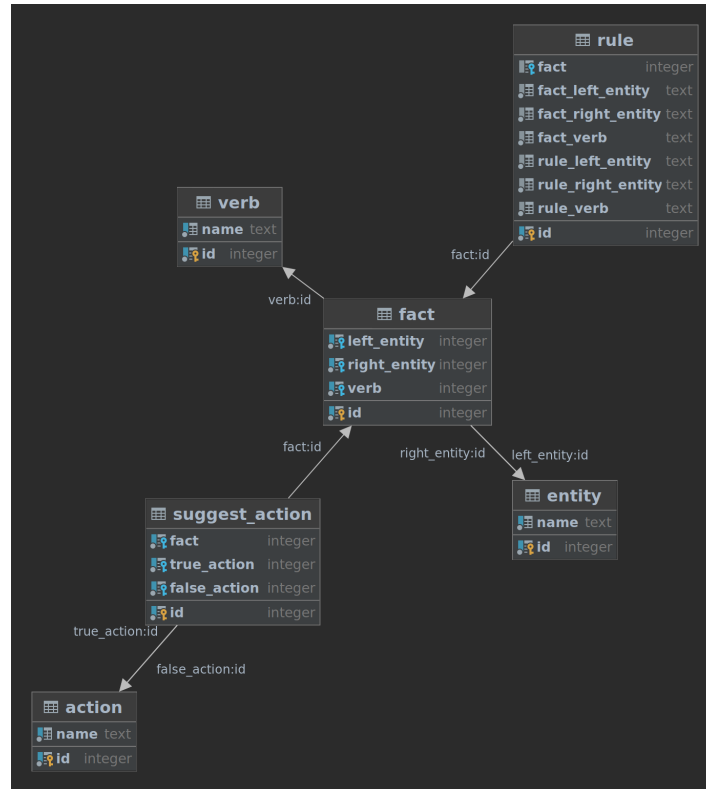 rule
fact integer
fact_left_entity text
fact_right_entity text
fact_verb text
rule_left_entity text
rule_right_entity text
rule_verb text
id integer
verb
name text
id integer
fact:id
verb:id
fact
left_entity integer
right_entity integer
verb integer
id integer
fact:id
right_entity:id
left_entity:id
entity
name text
id integer
suggest_action
fact integer
true_action integer
false_action integer
id integer
true_action:id
false_action:id
action
name text
id integer